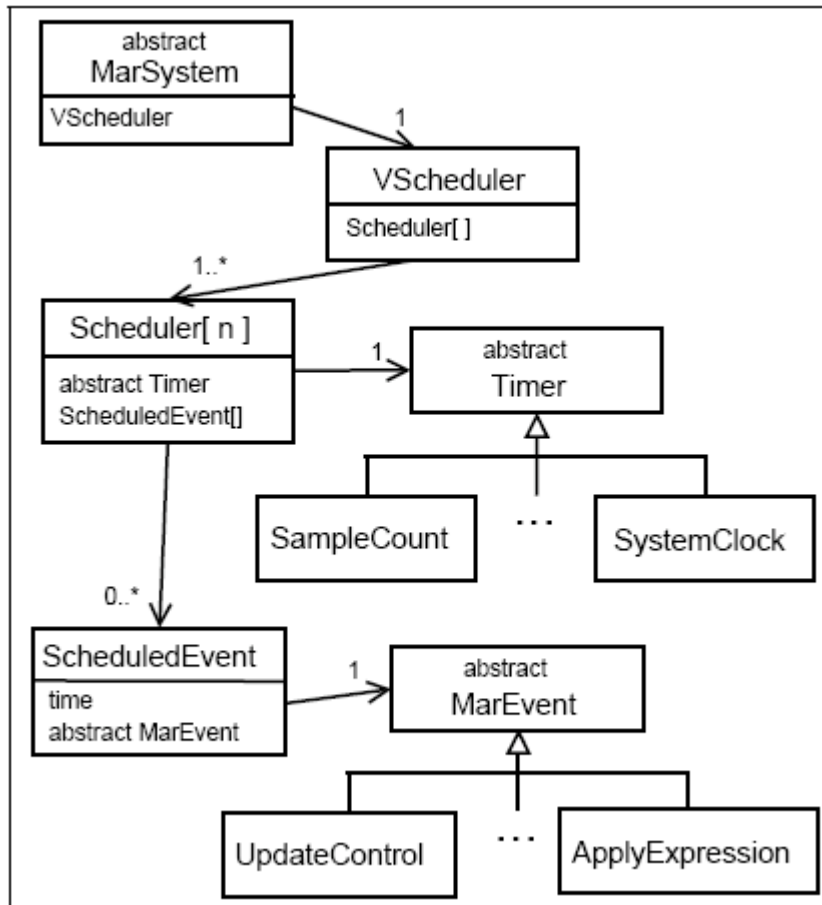 abstract
MarSystem
VScheduler
1
VScheduler
Scheduler[ ]
1..*
Scheduler[ n ]
abstract Timer
ScheduledEvent[]
1
abstract
Timer
SampleCount
...
SystemClock
0..*
ScheduledEvent
time
abstract MarEvent
1
abstract
MarEvent
UpdateControl
...
ApplyExpression